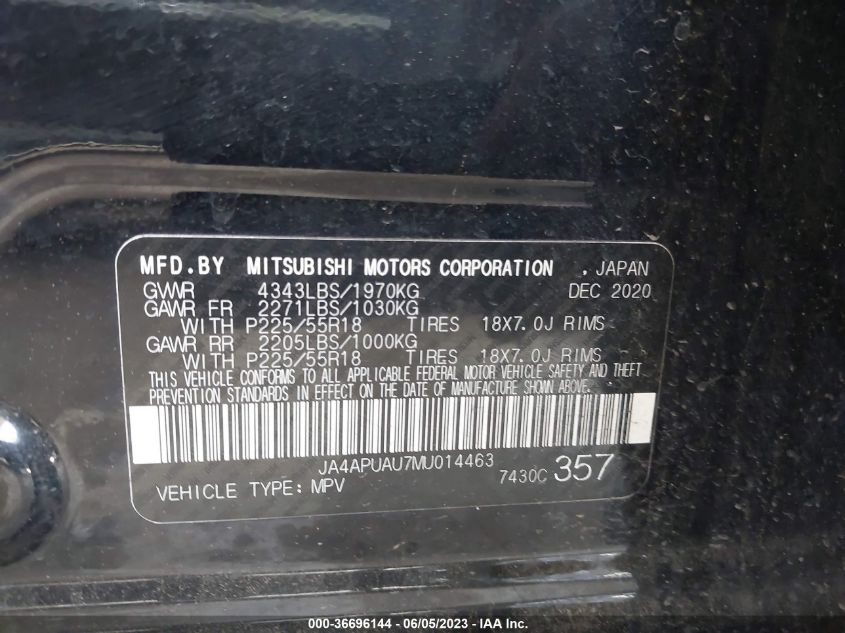 MFD.BY MITSUBISHI MOTORS CORPORATION , JAPAN
GVWR 4343LBS/1970KG DEC 2020
GAWR FR 2271LBS/1030KG
WITH P225/55R18 TIRES 18X7.0J RIMS
GAWR RR 2205LBS/1000KG
WITH P225/55R18 TIRES 18X7.0J RIMS
THIS VEHICLE CONFORMS TO ALL APPLICABLE FEDERAL MOTOR VEHICLE SAFETY AND THEFT
PREVENTION STANDARDS IN EFFECT ON THE DATE OF MANUFACTURE SHOWN ABOVE.
JA4APUAU7MU014463
7430C 357
VEHICLE TYPE: MPV
000-36696144 - 06/05/2023 - IAA Inc.